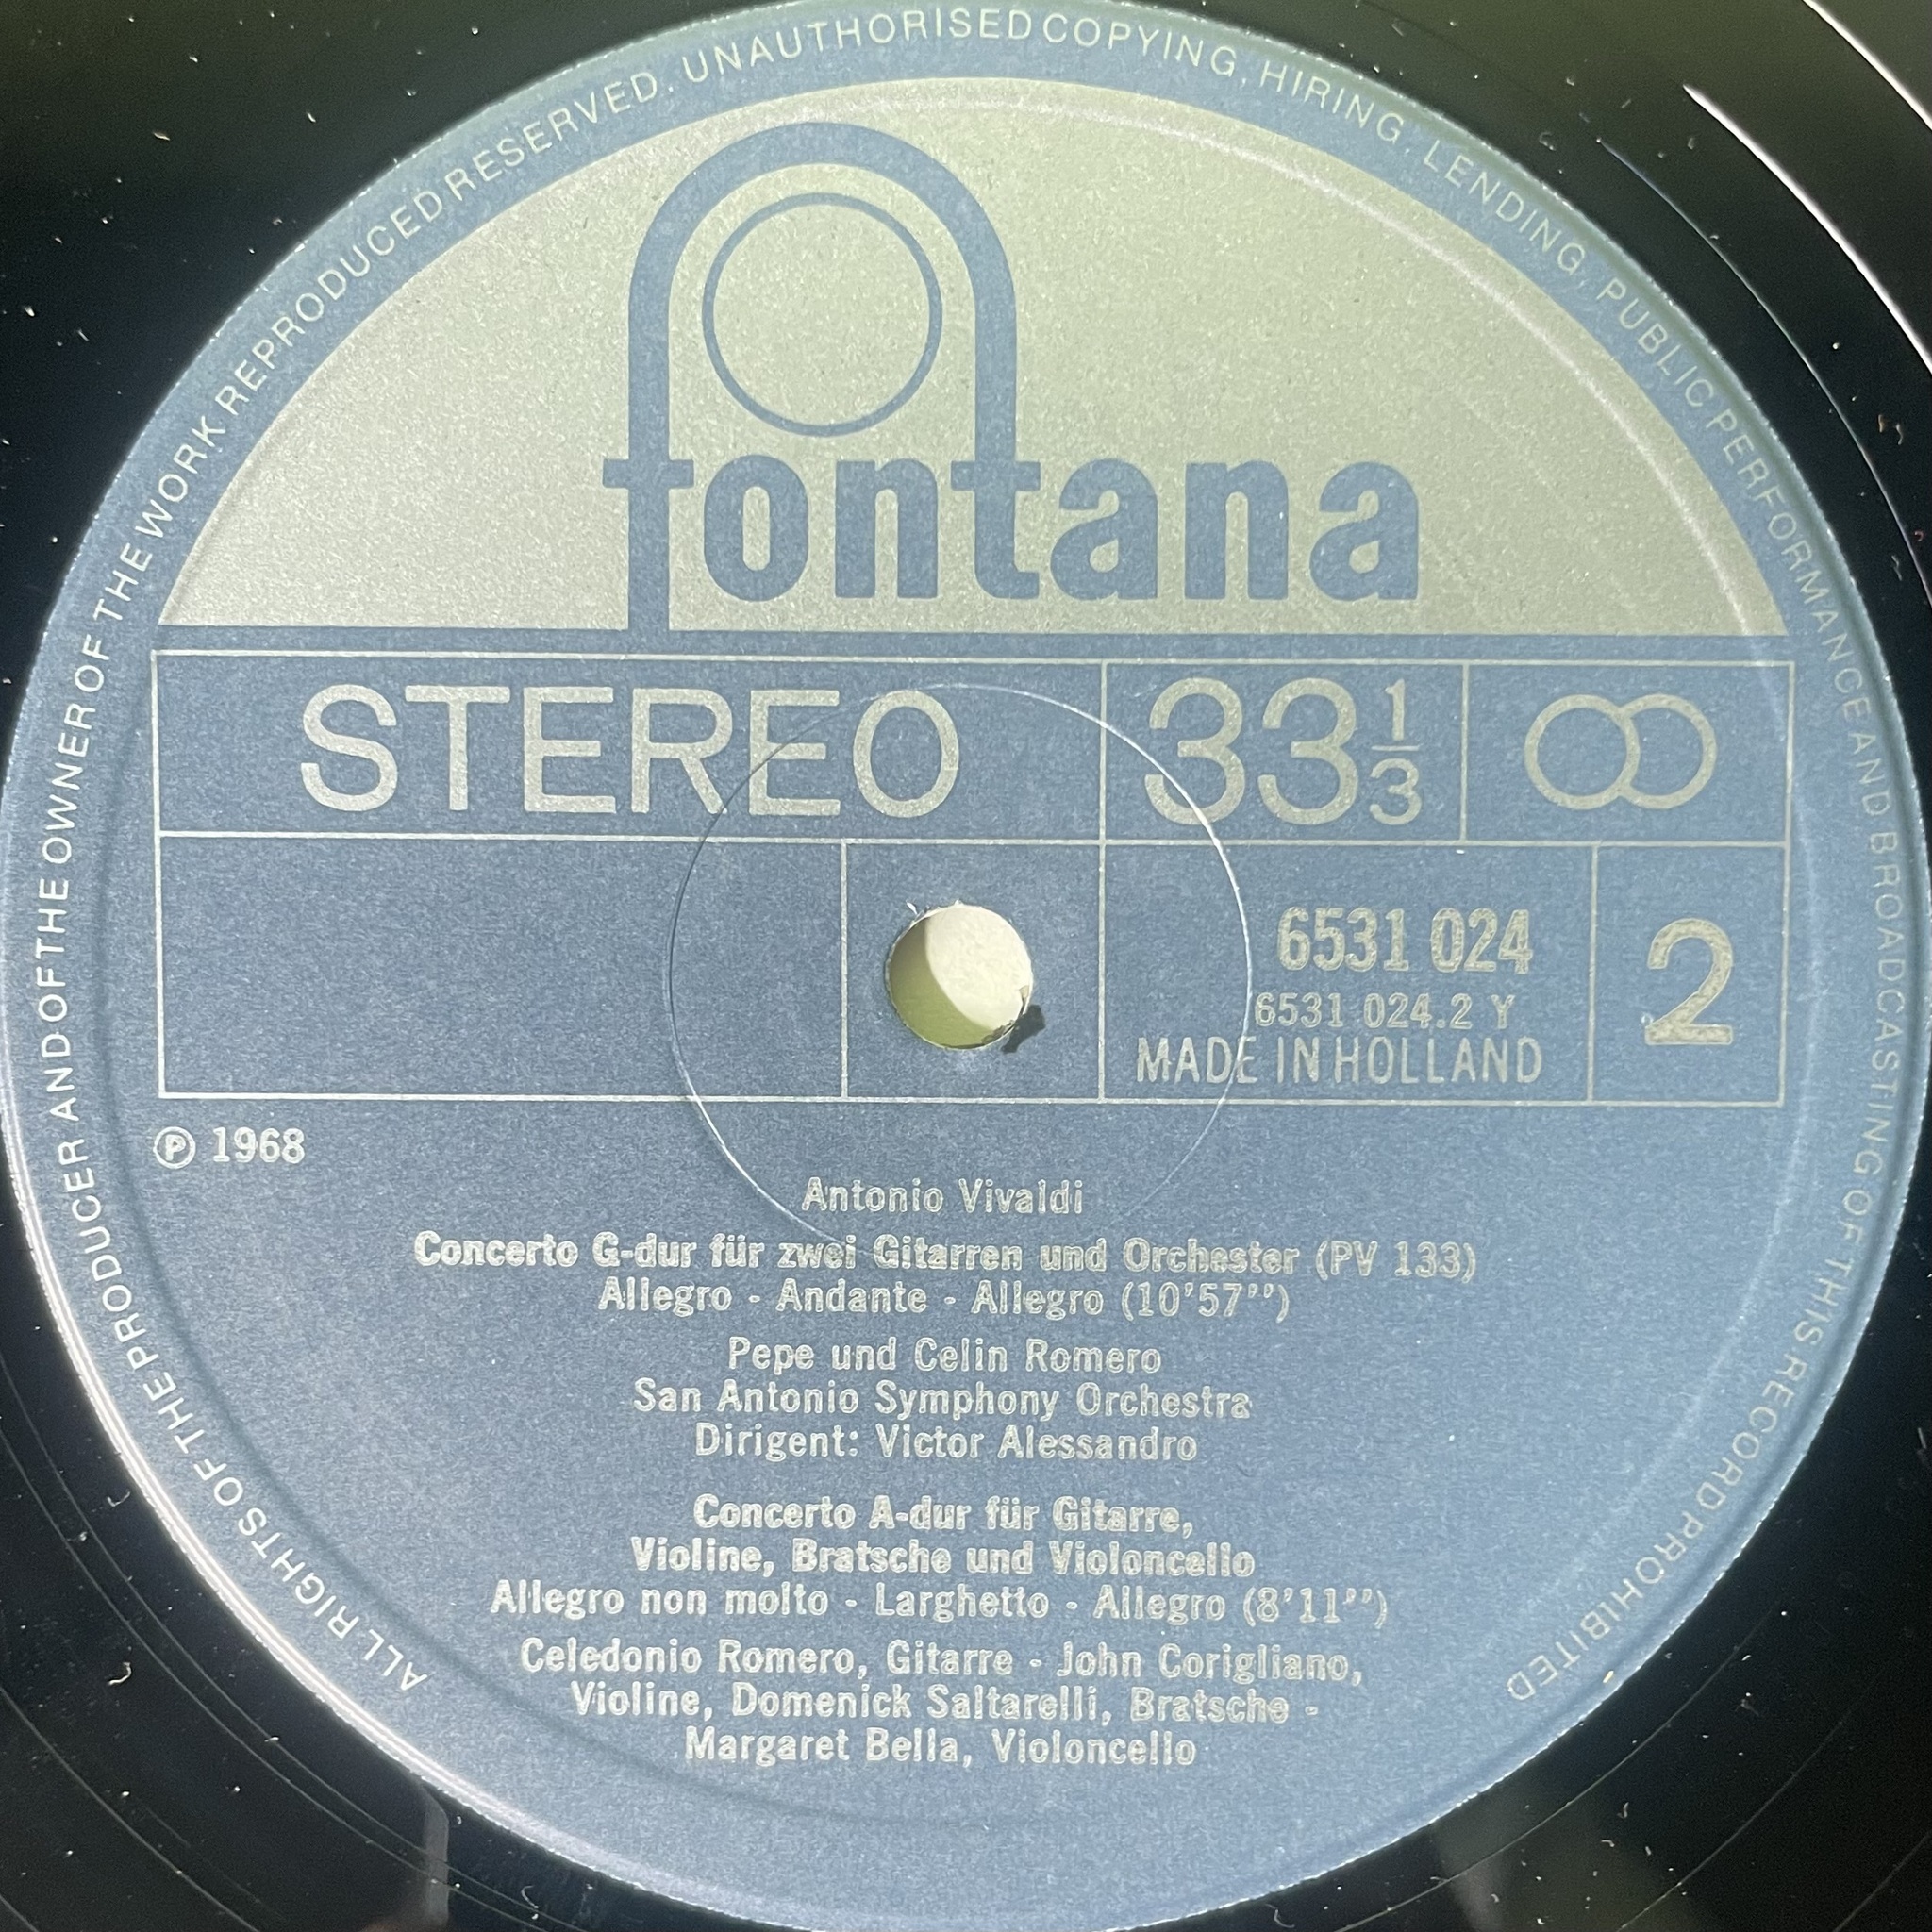 ALL RIGHTS OF THE PRODUCER AND OF THE OWNER OF THE WORK REPRODUCED RESERVED. UNAUTHORISED COPYING, HIRING, LENDING, PUBLIC PERFORMANCE AND BROADCASTING OF THIS RECORD PROHIBITED
fontana
STEREO 33 1/3
6531 024 2
6531 024.2 Y
MADE IN HOLLAND
Ⓟ 1968
Antonio Vivaldi
Concerto G-dur für zwei Gitarren und Orchester (PV 133)
Allegro - Andante - Allegro (10'57'')
Pepe und Celin Romero
San Antonio Symphony Orchestra
Dirigent: Victor Alessandro
Concerto A-dur für Gitarre,
Violine, Bratsche und Violoncello
Allegro non molto - Larghetto - Allegro (8'11'')
Celedonio Romero, Gitarre - John Corigliano,
Violine, Domenick Saltarelli, Bratsche -
Margaret Bella, Violoncello